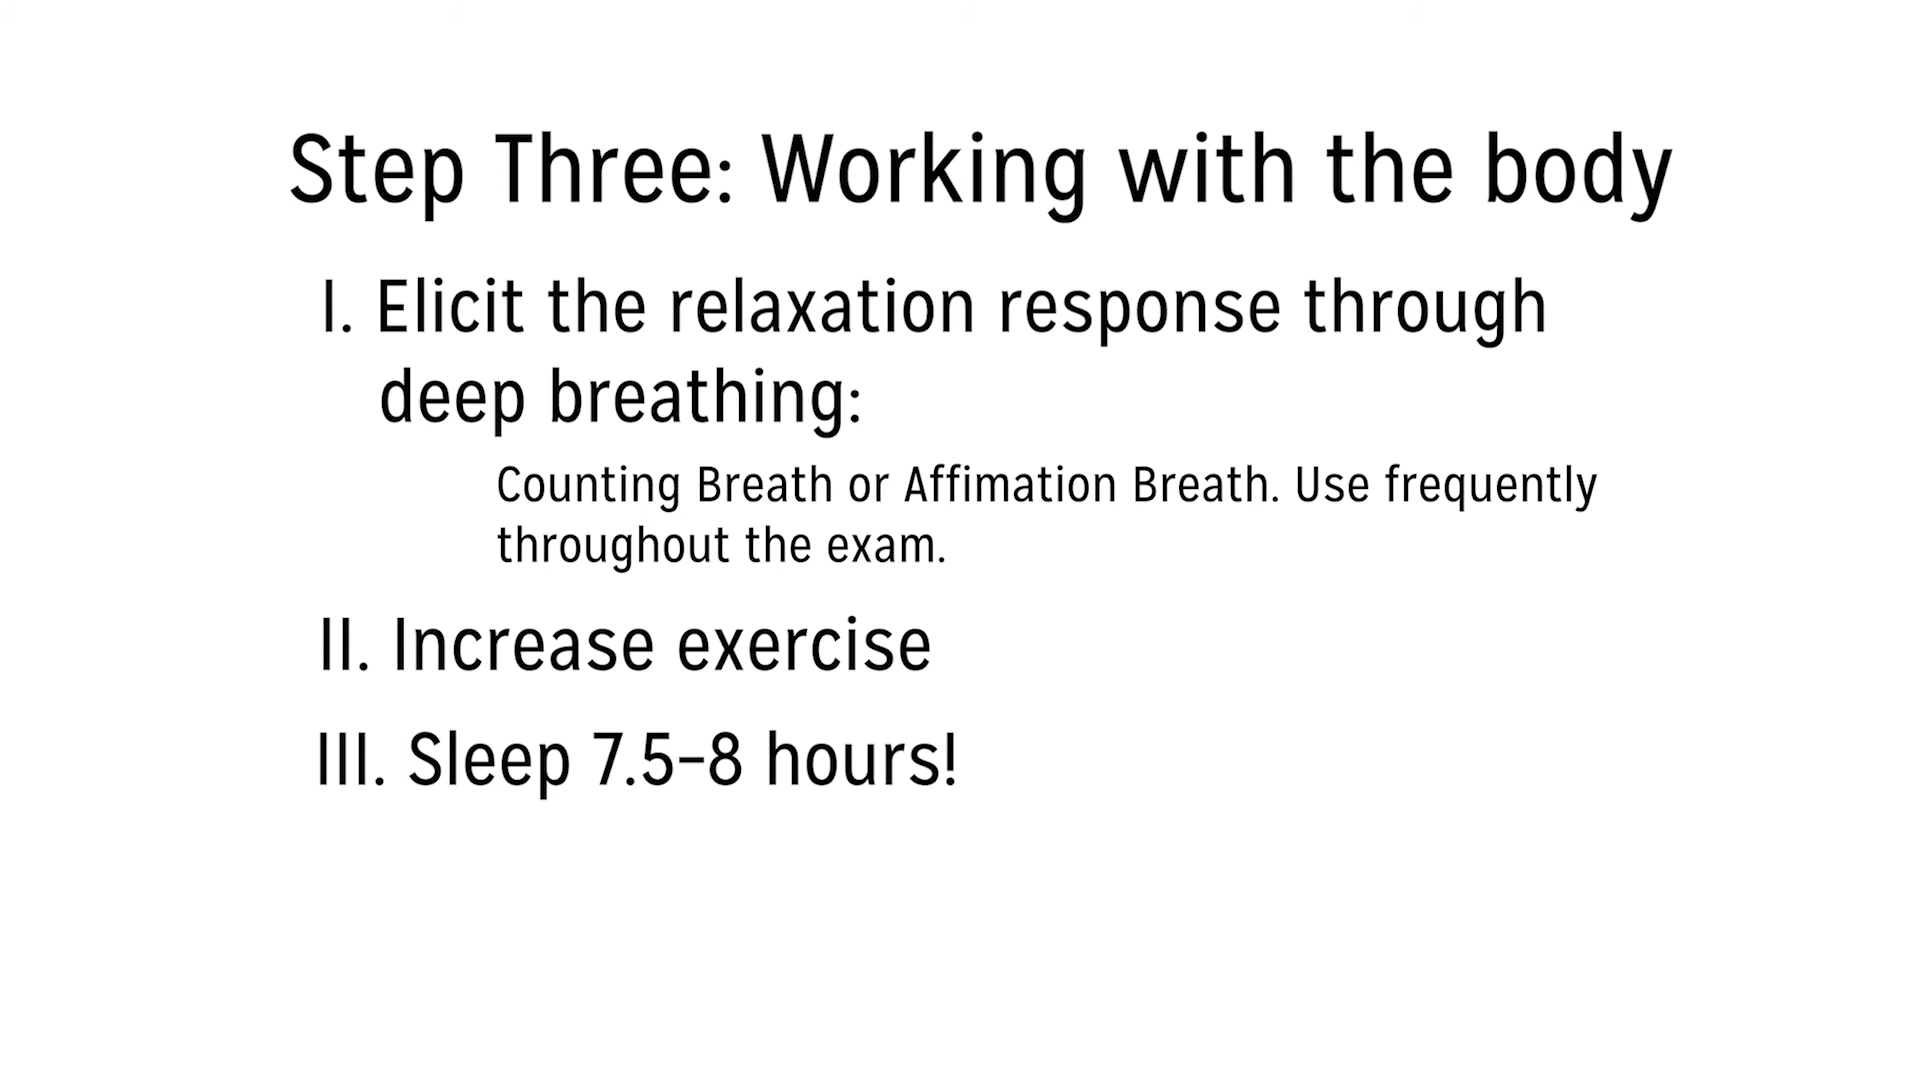 Step Three: Working with the body
I. Elicit the relaxation response through
deep breathing:
Counting Breath or Affimation Breath. Use frequently
throughout the exam.
II. Increase exercise
III. Sleep 7.5–8 hours!